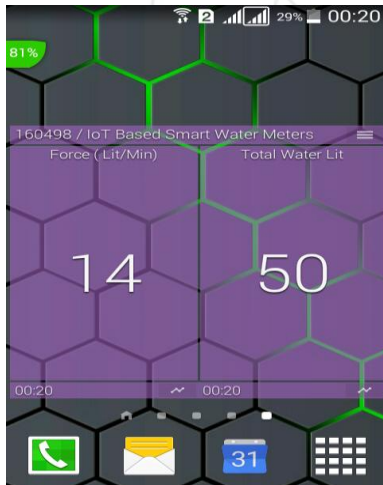 2 29% 00:20
81%
160498 / IoT Based Smart Water Meters
Force ( Lit/Min) Total Water Lit
14 50
00:20 00:20
31